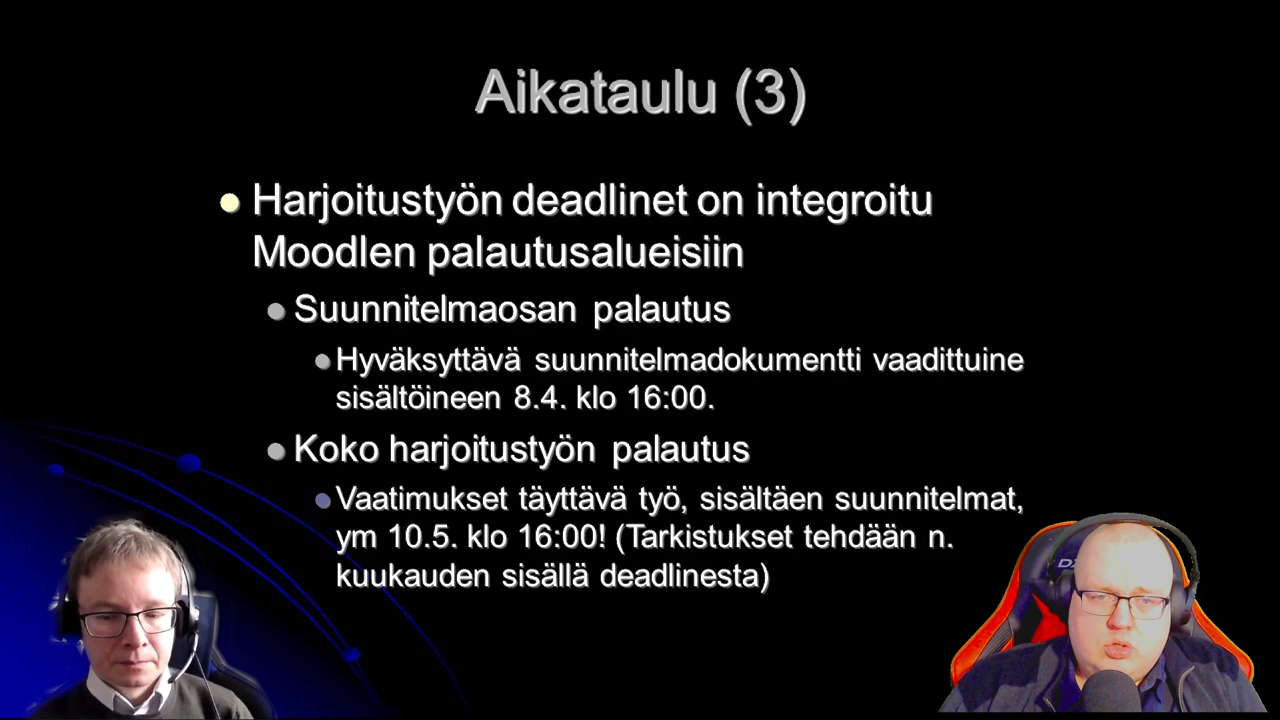 Aikataulu (3)
Harjoitustyön deadlinet on integroitu
Moodlen palautusalueisiin
Suunnitelmaosan palautus
Hyväksyttävä suunnitelmadokumentti vaadittuine
sisältöineen 8.4. klo 16:00.
Koko harjoitustyön palautus
Vaatimukset täyttävä työ, sisältäen suunnitelmat,
ym 10.5. klo 16:00! (Tarkistukset tehdään n.
kuukauden sisällä deadlinesta)